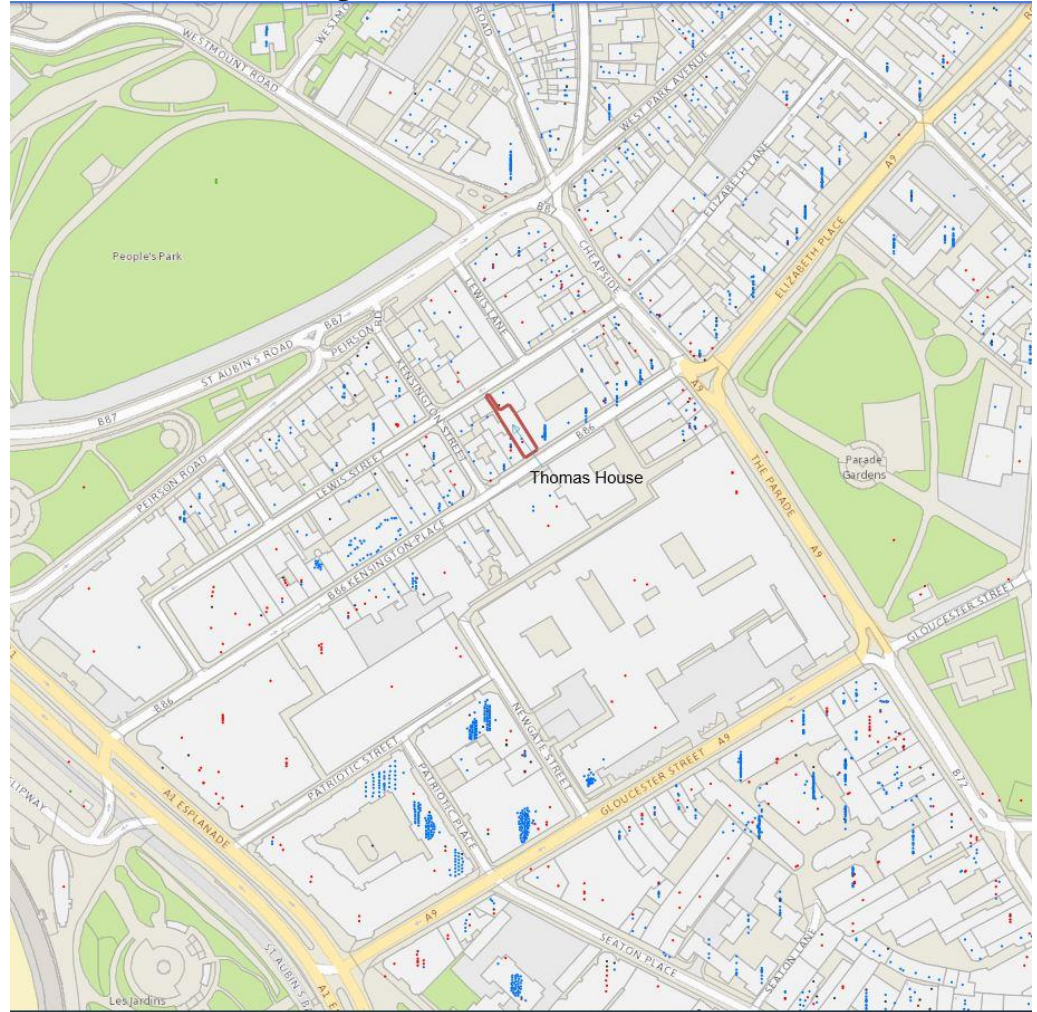 WESTMOUNT ROAD
ROAD
WEST PARK AVENUE
ELIZABETH LANE
A9
B87
ELIZABETH PLACE
CHEAPSIDE
People's Park
LEWIS LANE
B87
PEIRSON RD
ST AUBIN'S ROAD
KENSINGTON STREET
A9
B87
B86
Parade
Gardens
Thomas House
LEWIS STREET
PEIRSON ROAD
THE PARADE
B86 KENSINGTON PLACE
A9
GLOUCESTER STREET
B86
NEWGATE STREET
PATRIOTIC STREET
GLOUCESTER STREET A9
B72
SLIPWAY
A1 ESPLANADE
PATRIOTIC PLACE
A9
SEATON PLACE
SEATON LANE
ST AUBIN'S
Les Jardins
A1